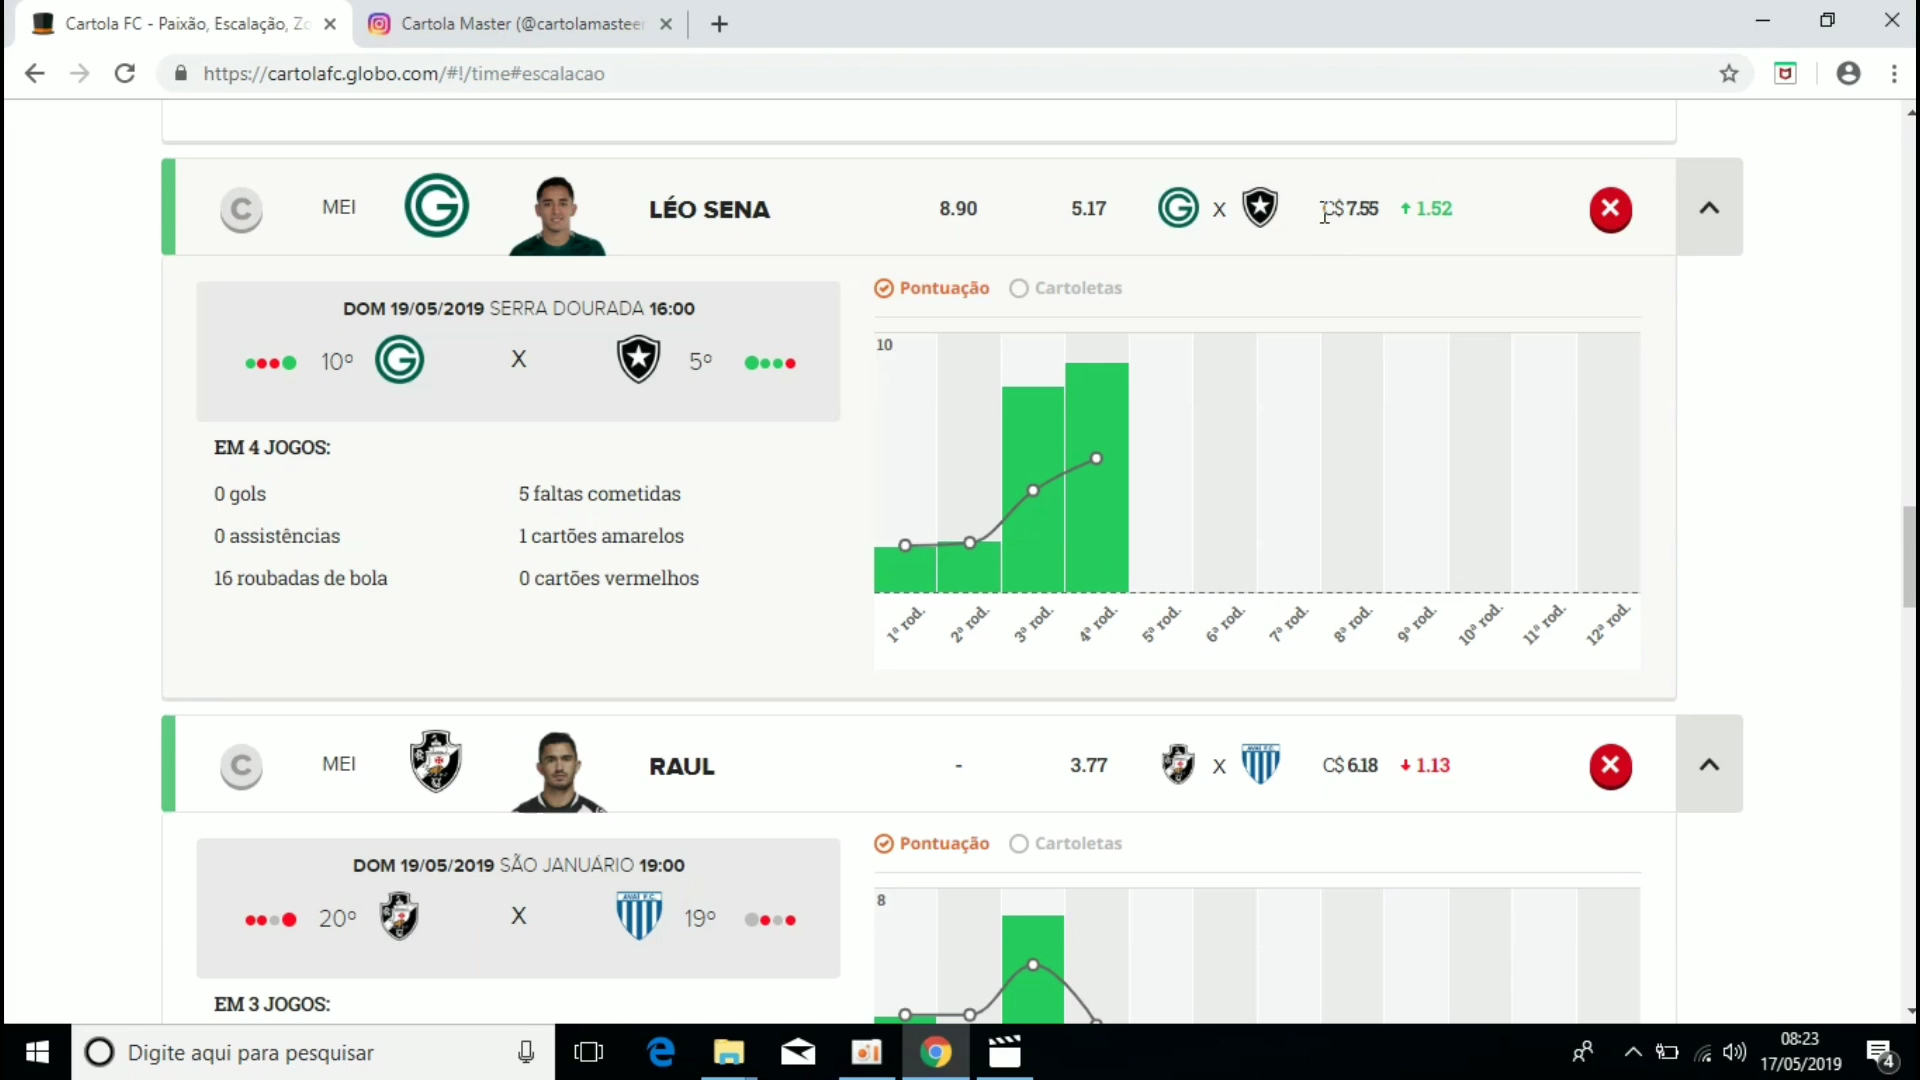 Cartola FC - Paixão, Escalação, Zo
Cartola Master (@cartolamasteer
https://cartolafc.globo.com/#!/time#escalacao
C MEI G LÉO SENA 8.90 5.17 G X C$ 7.55 1.52
DOM 19/05/2019 SERRA DOURADA 16:00
10º G X 5º
EM 4 JOGOS:
0 gols 5 faltas cometidas
0 assistências 1 cartões amarelos
16 roubadas de bola 0 cartões vermelhos
Pontuação Cartoletas
10
1ª rod. 2ª rod. 3ª rod. 4ª rod. 5ª rod. 6ª rod. 7ª rod. 8ª rod. 9ª rod. 10ª rod. 11ª rod. 12ª rod.
C MEI RAUL - 3.77 X AVAÍ F.C. C$ 6.18 1.13
DOM 19/05/2019 SÃO JANUÁRIO 19:00
20º X AVAÍ F.C. 19º
EM 3 JOGOS:
Pontuação Cartoletas
8
Digite aqui para pesquisar
08:23
17/05/2019
4